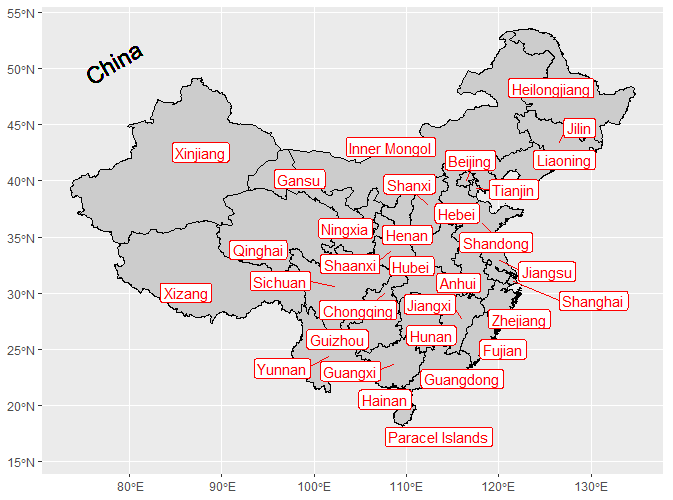 55°N
China
50°N
Heilongjiang
45°N
Jilin
Inner Mongol
Xinjiang
Beijing
Liaoning
40°N
Gansu
Shanxi
Tianjin
Hebei
35°N
Ningxia
Henan
Shandong
Qinghai
Shaanxi
Hubei
Jiangsu
Sichuan
Anhui
30°N
Xizang
Shanghai
Chongqing
Jiangxi
Zhejiang
Guizhou
Hunan
25°N
Fujian
Yunnan
Guangxi
Guangdong
20°N
Hainan
Paracel Islands
15°N
80°E 90°E 100°E 110°E 120°E 130°E